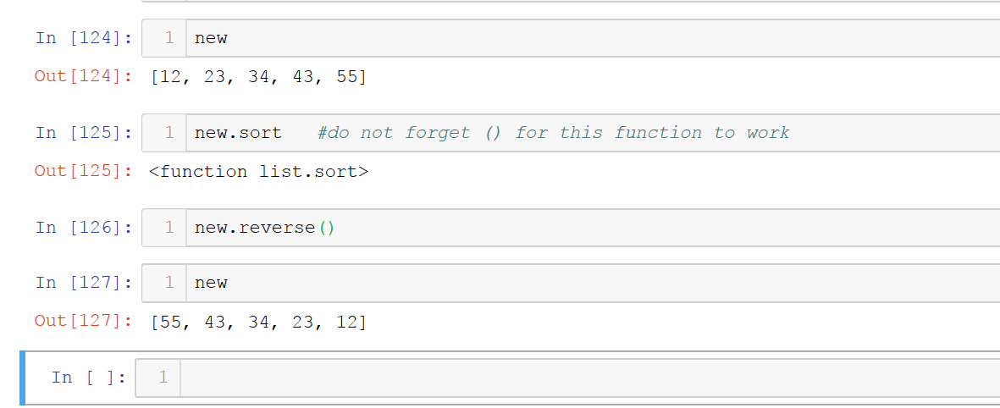 In [124]: 1 new
Out[124]: [12, 23, 34, 43, 55]
In [125]: 1 new.sort   #do not forget () for this function to work
Out[125]: <function list.sort>
In [126]: 1 new.reverse()
In [127]: 1 new
Out[127]: [55, 43, 34, 23, 12]
In [ ]: 1